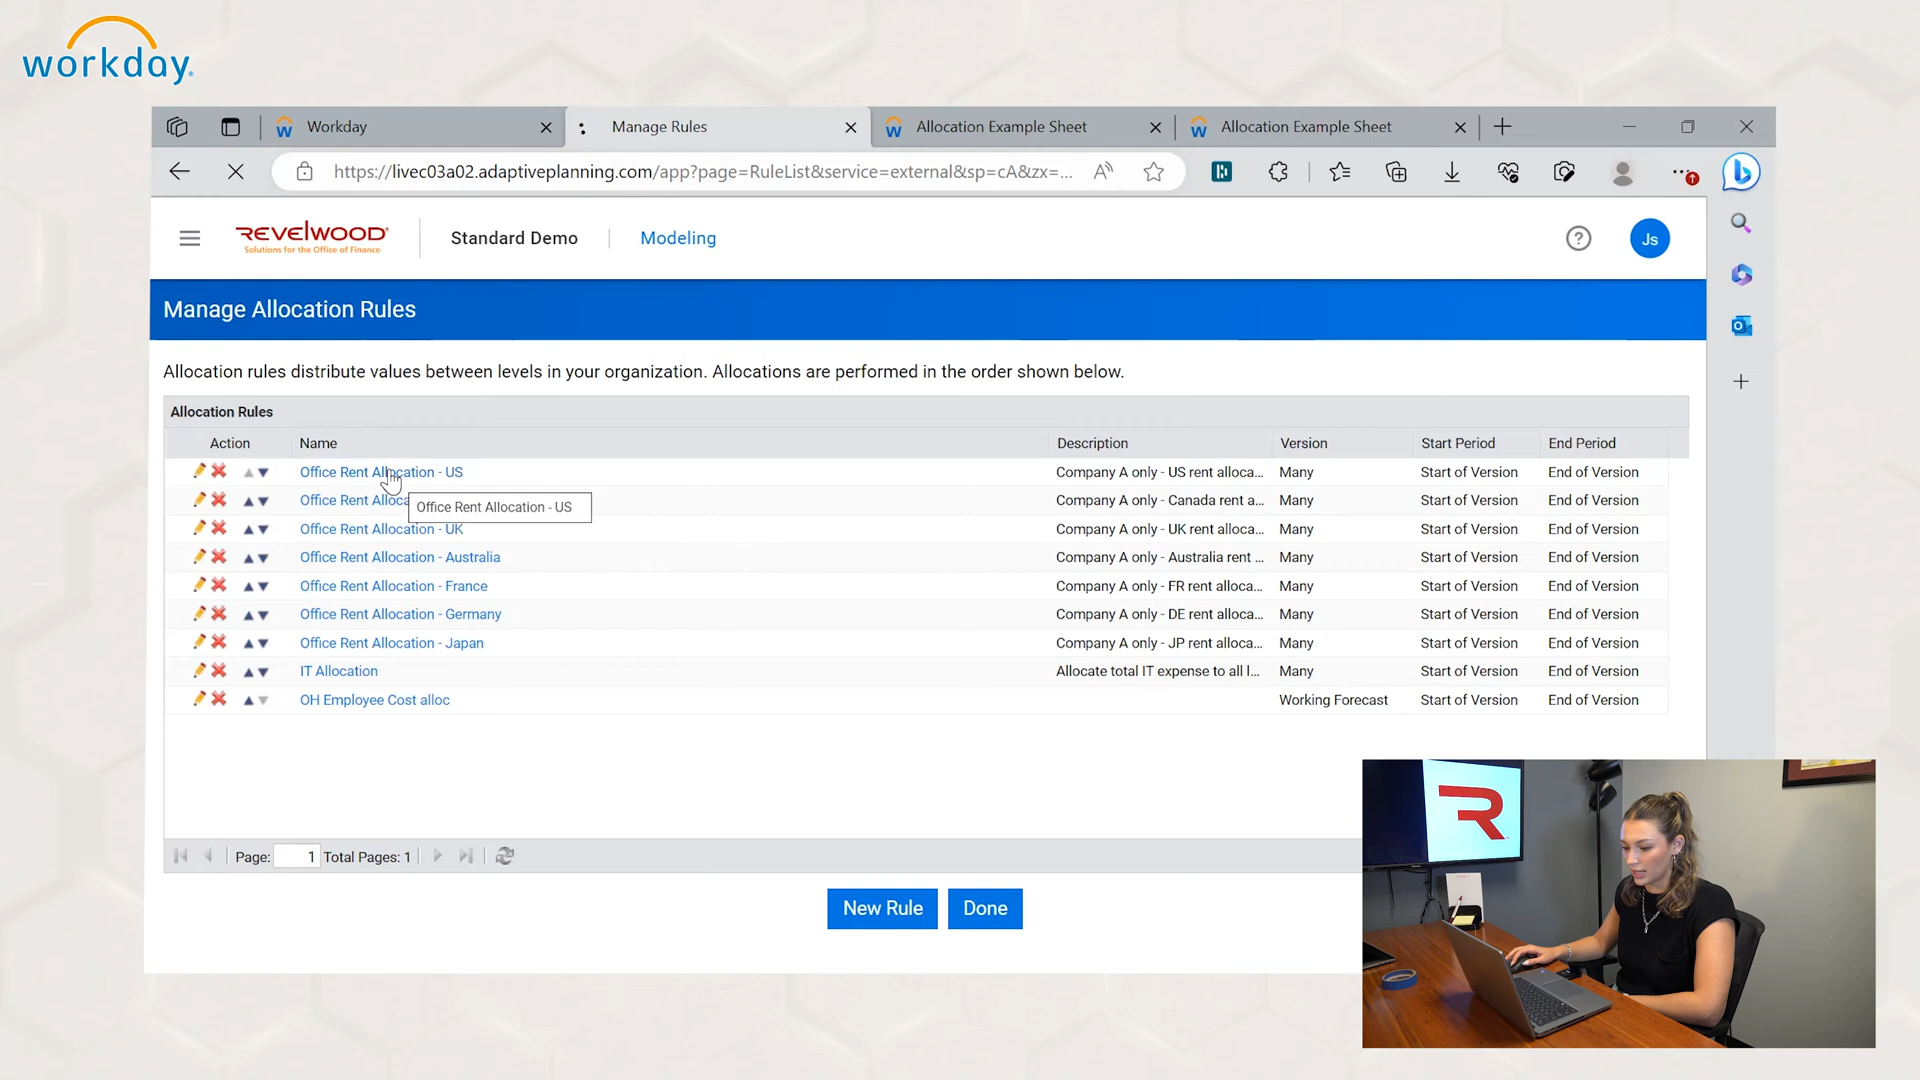 workday
Workday
Manage Rules
Allocation Example Sheet
Allocation Example Sheet
https://livec03a02.adaptiveplanning.com/app?page=RuleList&service=external&sp=cA&zx=...
REVELWOOD
Solutions for the Office of Finance
Standard Demo
Modeling
Js
Manage Allocation Rules
Allocation rules distribute values between levels in your organization. Allocations are performed in the order shown below.
Allocation Rules
Action Name Description Version Start Period End Period
Office Rent Allocation - US Company A only - US rent alloca... Many Start of Version End of Version
Office Rent Alloca Company A only - Canada rent a... Many Start of Version End of Version
Office Rent Allocation - US
Office Rent Allocation - UK Company A only - UK rent alloca... Many Start of Version End of Version
Office Rent Allocation - Australia Company A only - Australia rent ... Many Start of Version End of Version
Office Rent Allocation - France Company A only - FR rent alloca... Many Start of Version End of Version
Office Rent Allocation - Germany Company A only - DE rent alloca... Many Start of Version End of Version
Office Rent Allocation - Japan Company A only - JP rent alloca... Many Start of Version End of Version
IT Allocation Allocate total IT expense to all l... Many Start of Version End of Version
OH Employee Cost alloc Working Forecast Start of Version End of Version
Page: 1 Total Pages: 1
New Rule Done
R